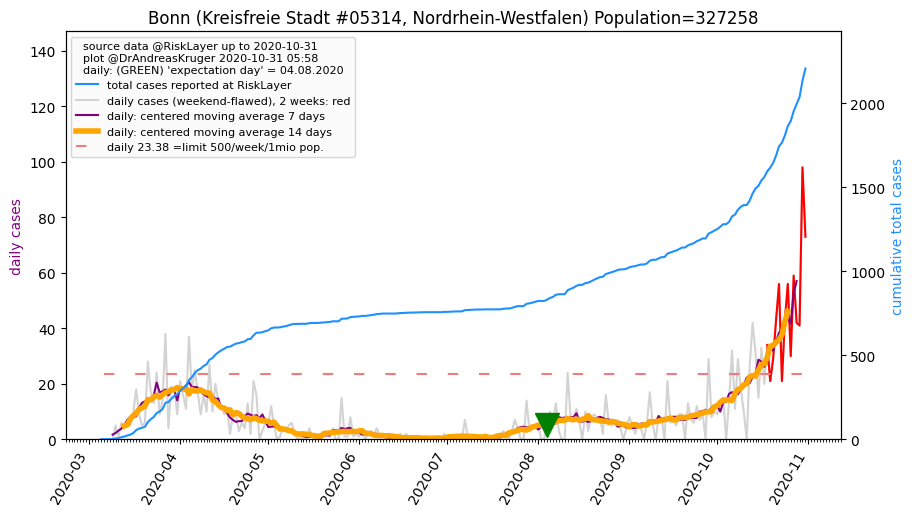 Bonn (Kreisfreie Stadt #05314, Nordrhein-Westfalen) Population=327258
source data @RiskLayer up to 2020-10-31
plot @DrAndreasKruger 2020-10-31 05:58
daily: (GREEN) 'expectation day' = 04.08.2020
total cases reported at RiskLayer
daily cases (weekend-flawed), 2 weeks: red
daily: centered moving average 7 days
daily: centered moving average 14 days
daily 23.38 =limit 500/week/1mio pop.
daily cases
140
120
100
80
60
40
20
0
cumulative total cases
2000
1500
1000
500
0
2020-03
2020-04
2020-05
2020-06
2020-07
2020-08
2020-09
2020-10
2020-11